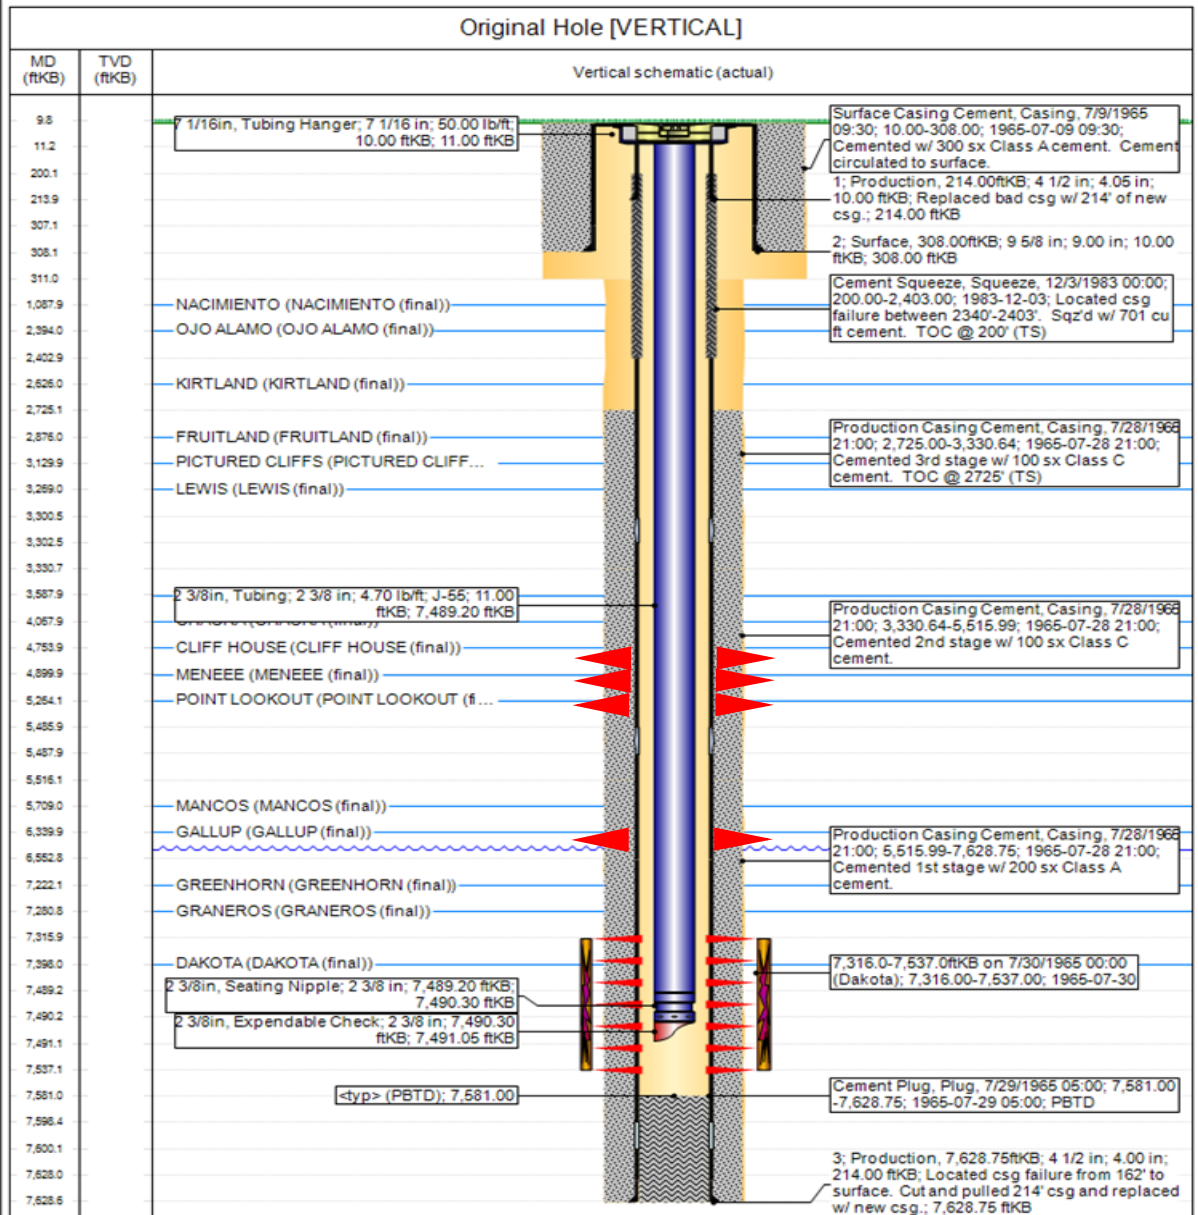 Original Hole [VERTICAL]
MD
(ftKB)
TVD
(ftKB)
Vertical schematic (actual)
9.8
11.2
200.1
213.9
307.1
308.1
311.0
1,087.9
2,394.0
2,402.9
2,626.0
2,725.1
2,876.0
3,129.9
3,269.0
3,300.5
3,302.5
3,330.7
3,587.9
4,067.9
4,753.9
4,899.9
5,264.1
5,485.9
5,487.9
5,516.1
5,709.0
6,339.9
6,552.8
7,222.1
7,280.8
7,315.9
7,398.0
7,489.2
7,490.2
7,491.1
7,537.1
7,581.0
7,598.4
7,600.1
7,628.0
7,628.6
7 1/16in, Tubing Hanger; 7 1/16 in; 50.00 lb/ft;
10.00 ftKB; 11.00 ftKB
NACIMIENTO (NACIMIENTO (final))
OJO ALAMO (OJO ALAMO (final))
KIRTLAND (KIRTLAND (final))
FRUITLAND (FRUITLAND (final))
PICTURED CLIFFS (PICTURED CLIFF...
LEWIS (LEWIS (final))
2 3/8in, Tubing; 2 3/8 in; 4.70 lb/ft; J-55; 11.00
ftKB; 7,489.20 ftKB
CLIFF HOUSE (CLIFF HOUSE (final))
MENEEE (MENEEE (final))
POINT LOOKOUT (POINT LOOKOUT (fi...
MANCOS (MANCOS (final))
GALLUP (GALLUP (final))
GREENHORN (GREENHORN (final))
GRANEROS (GRANEROS (final))
DAKOTA (DAKOTA (final))
2 3/8in, Seating Nipple; 2 3/8 in; 7,489.20 ftKB;
7,490.30 ftKB
2 3/8in, Expendable Check; 2 3/8 in; 7,490.30
ftKB; 7,491.05 ftKB
<typ> (PBTD); 7,581.00
Surface Casing Cement, Casing, 7/9/1965
09:30; 10.00-308.00; 1965-07-09 09:30;
Cemented w/ 300 sx Class A cement. Cement
circulated to surface.
1; Production, 214.00ftKB; 4 1/2 in; 4.05 in;
10.00 ftKB; Replaced bad csg w/ 214' of new
csg.; 214.00 ftKB
2; Surface, 308.00ftKB; 9 5/8 in; 9.00 in; 10.00
ftKB; 308.00 ftKB
Cement Squeeze, Squeeze, 12/3/1983 00:00;
200.00-2,403.00; 1983-12-03; Located csg
failure between 2340'-2403'. Sqz'd w/ 701 cu
ft cement. TOC @ 200' (TS)
Production Casing Cement, Casing, 7/28/1965
21:00; 2,725.00-3,330.64; 1965-07-28 21:00;
Cemented 3rd stage w/ 100 sx Class C
cement. TOC @ 2725' (TS)
Production Casing Cement, Casing, 7/28/1965
21:00; 3,330.64-5,515.99; 1965-07-28 21:00;
Cemented 2nd stage w/ 100 sx Class C
cement.
Production Casing Cement, Casing, 7/28/1965
21:00; 5,515.99-7,628.75; 1965-07-28 21:00;
Cemented 1st stage w/ 200 sx Class A
cement.
7,316.0-7,537.0ftKB on 7/30/1965 00:00
(Dakota); 7,316.00-7,537.00; 1965-07-30
Cement Plug, Plug, 7/29/1965 05:00; 7,581.00
-7,628.75; 1965-07-29 05:00; PBTD
3; Production, 7,628.75ftKB; 4 1/2 in; 4.00 in;
214.00 ftKB; Located csg failure from 162' to
surface. Cut and pulled 214' csg and replaced
w/ new csg.; 7,628.75 ftKB